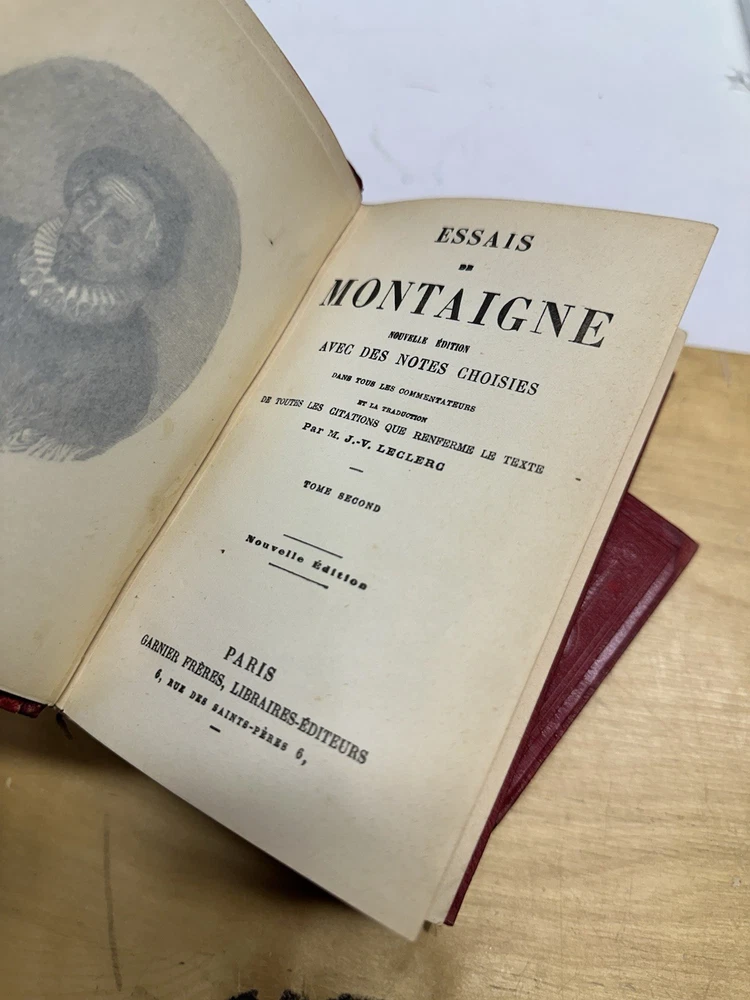 ESSAIS
DE
MONTAIGNE
NOUVELLE ÉDITION
AVEC DES NOTES CHOISIES
DANS TOUS LES COMMENTATEURS
ET LA TRADUCTION
DE TOUTES LES CITATIONS QUE RENFERME LE TEXTE
Par M. J.-V. LECLERC
TOME SECOND
Nouvelle Édition
PARIS
GARNIER FRÈRES, LIBRAIRES-ÉDITEURS
6, RUE DES SAINTS-PÈRES 6,